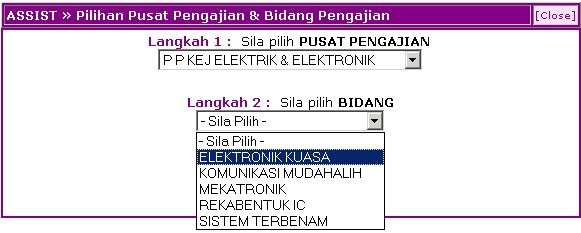 ASSIST » Pilihan Pusat Pengajian & Bidang Pengajian [Close]
Langkah 1 : Sila pilih PUSAT PENGAJIAN
P P KEJ ELEKTRIK & ELEKTRONIK
Langkah 2 : Sila pilih BIDANG
- Sila Pilih -
- Sila Pilih -
ELEKTRONIK KUASA
KOMUNIKASI MUDAHALIH
MEKATRONIK
REKABENTUK IC
SISTEM TERBENAM